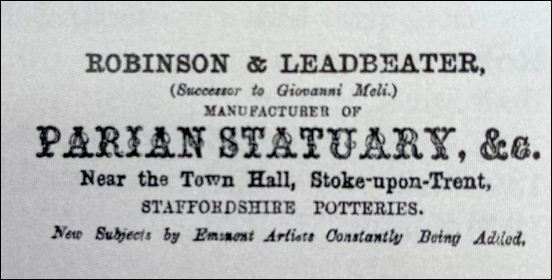 ROBINSON & LEADBEATER,
(Successor to Giovanni Meli.)
MANUFACTURER OF
PARIAN STATUARY, &c.
Near the Town Hall, Stoke-upon-Trent,
STAFFORDSHIRE POTTERIES.
New Subjects by Eminent Artists Constantly Being Added.